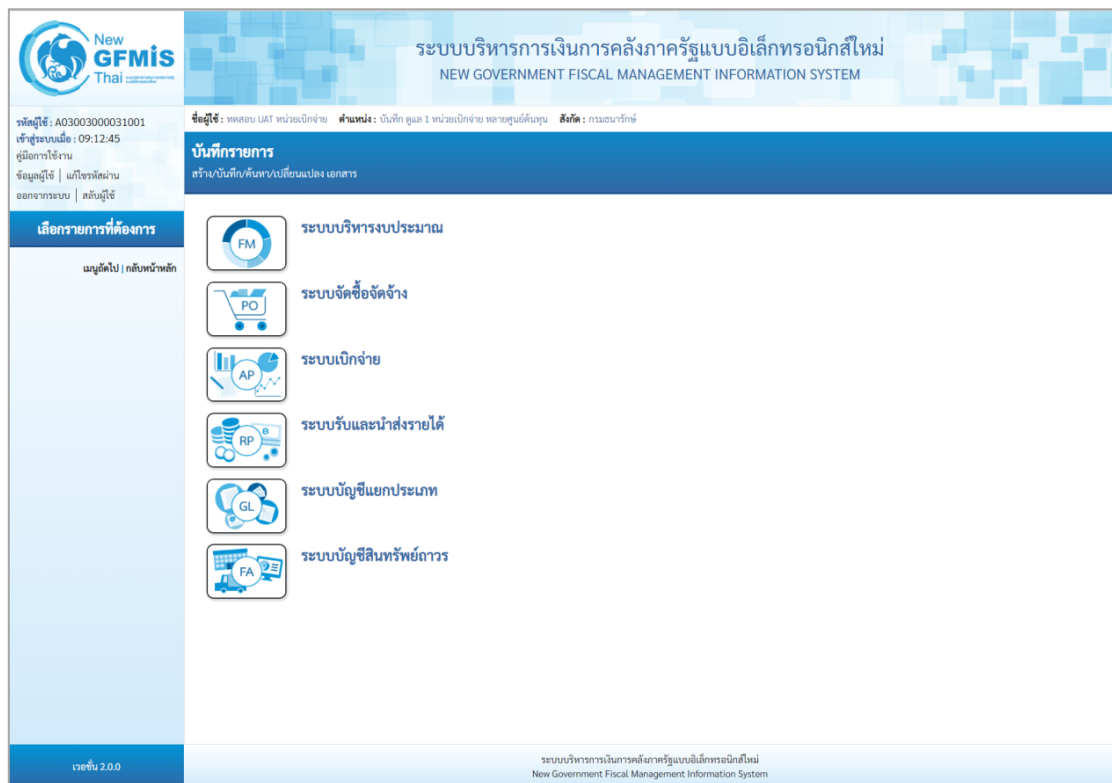 New
GFMiS
Thai
ระบบบริหารการเงินการคลังภาครัฐแบบอิเล็กทรอนิกส์ใหม่
NEW GOVERNMENT FISCAL MANAGEMENT INFORMATION SYSTEM
รหัสผู้ใช้ : A03003000031001
เข้าสู่ระบบเมื่อ : 09:12:45
คู่มือการใช้งาน
ข้อมูลผู้ใช้ | แก้ไขรหัสผ่าน
ออกจากระบบ | สลับผู้ใช้
ชื่อผู้ใช้ : ทดสอบ UAT หน่วยเบิกจ่าย ตำแหน่ง : บันทึก ดูแล 1 หน่วยเบิกจ่าย หลายศูนย์ต้นทุน สังกัด : กรมธนารักษ์
บันทึกรายการ
สร้าง/บันทึก/ค้นหา/เปลี่ยนแปลง เอกสาร
เลือกรายการที่ต้องการ
เมนูถัดไป | กลับหน้าหลัก
FM ระบบบริหารงบประมาณ
PO ระบบจัดซื้อจัดจ้าง
AP ระบบเบิกจ่าย
RP ระบบรับและนำส่งรายได้
GL ระบบบัญชีแยกประเภท
FA ระบบบัญชีสินทรัพย์ถาวร
เวอชั่น 2.0.0
ระบบบริหารการเงินการคลังภาครัฐแบบอิเล็กทรอนิกส์ใหม่
New Government Fiscal Management Information System